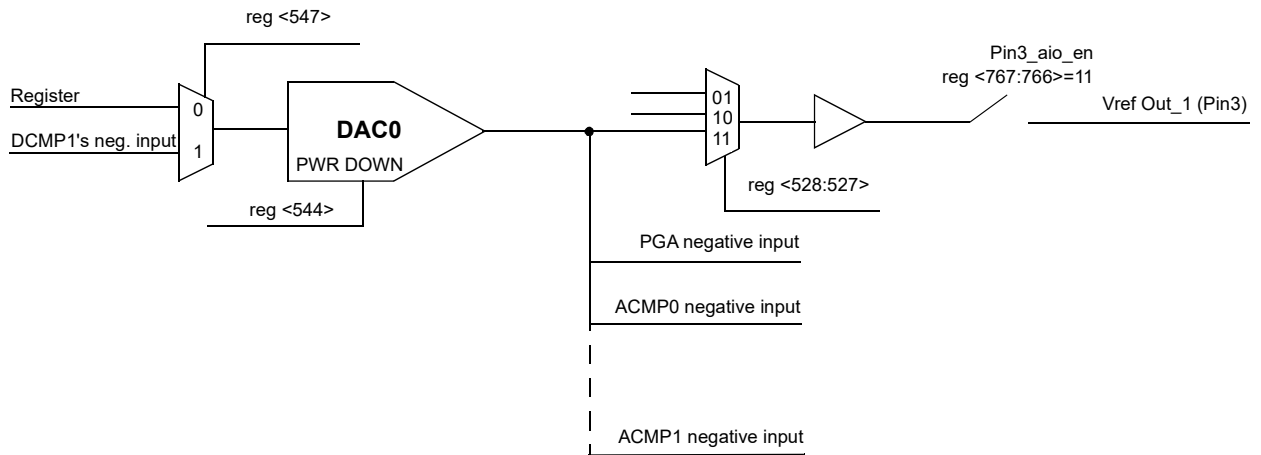 reg <547>
Pin3_aio_en
reg <767:766>=11
Register
0
01
Vref Out_1 (Pin3)
10
DAC0
DCMP1's neg. input
1
11
PWR DOWN
reg <528:527>
reg <544>
PGA negative input
ACMP0 negative input
ACMP1 negative input